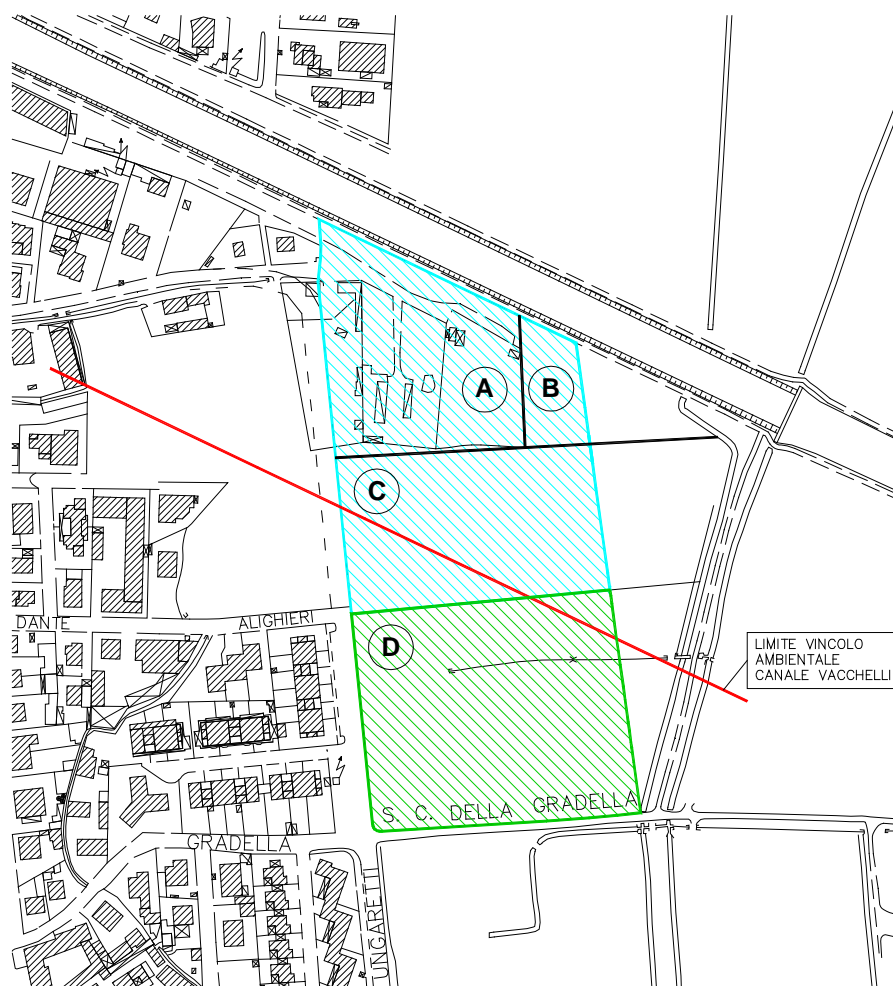 A
B
C
DANTE ALIGHIERI
D
LIMITE VINCOLO
AMBIENTALE
CANALE VACCHELLI
S. C. DELLA GRADELLA
GRADELLA
UNGARETTI